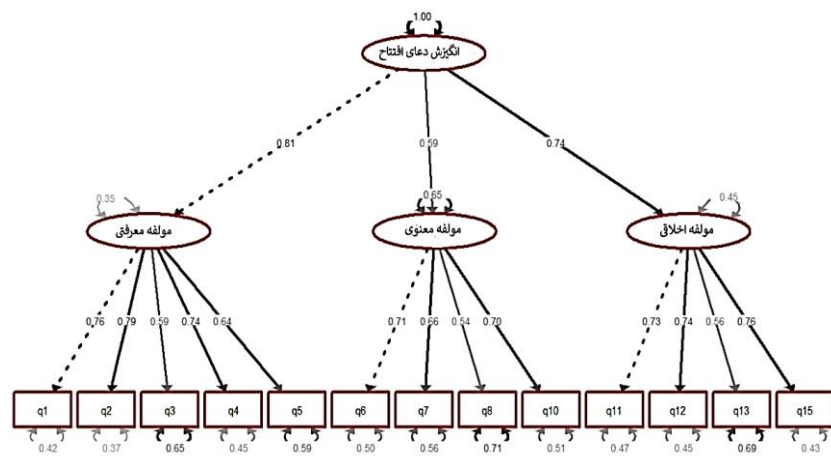 1.00
انگیزش دعای افتتاح
0.81 0.59 0.74
0.35 0.65 0.45
مولفه معرفتی مولفه معنوی مولفه اخلاقی
0.76 0.79 0.59 0.74 0.64 0.71 0.66 0.54 0.70 0.73 0.74 0.56 0.75
q1 q2 q3 q4 q5 q6 q7 q8 q10 q11 q12 q13 q15
0.42 0.37 0.65 0.45 0.59 0.50 0.56 0.71 0.51 0.47 0.45 0.69 0.43